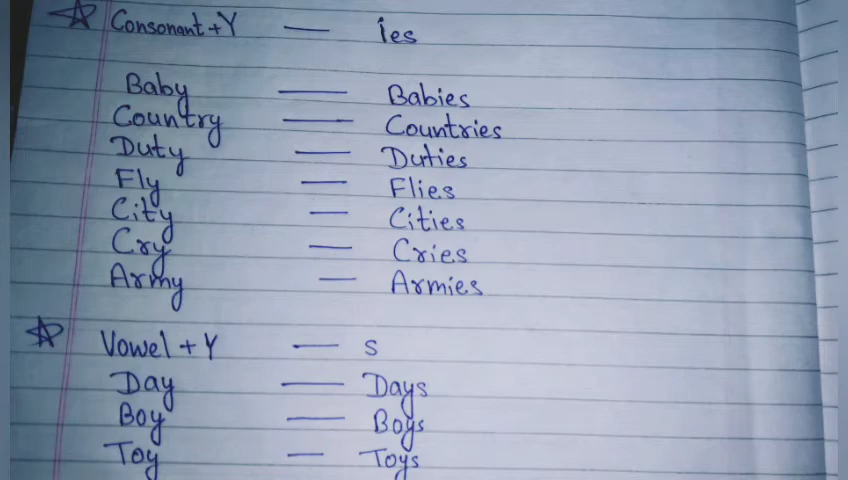 ☆ Consonant + Y — ies
Baby — Babies
Country — Countries
Duty — Duties
Fly — Flies
City — Cities
Cry — Cries
Army — Armies
☆ Vowel + Y — s
Day — Days
Boy — Boys
Toy — Toys